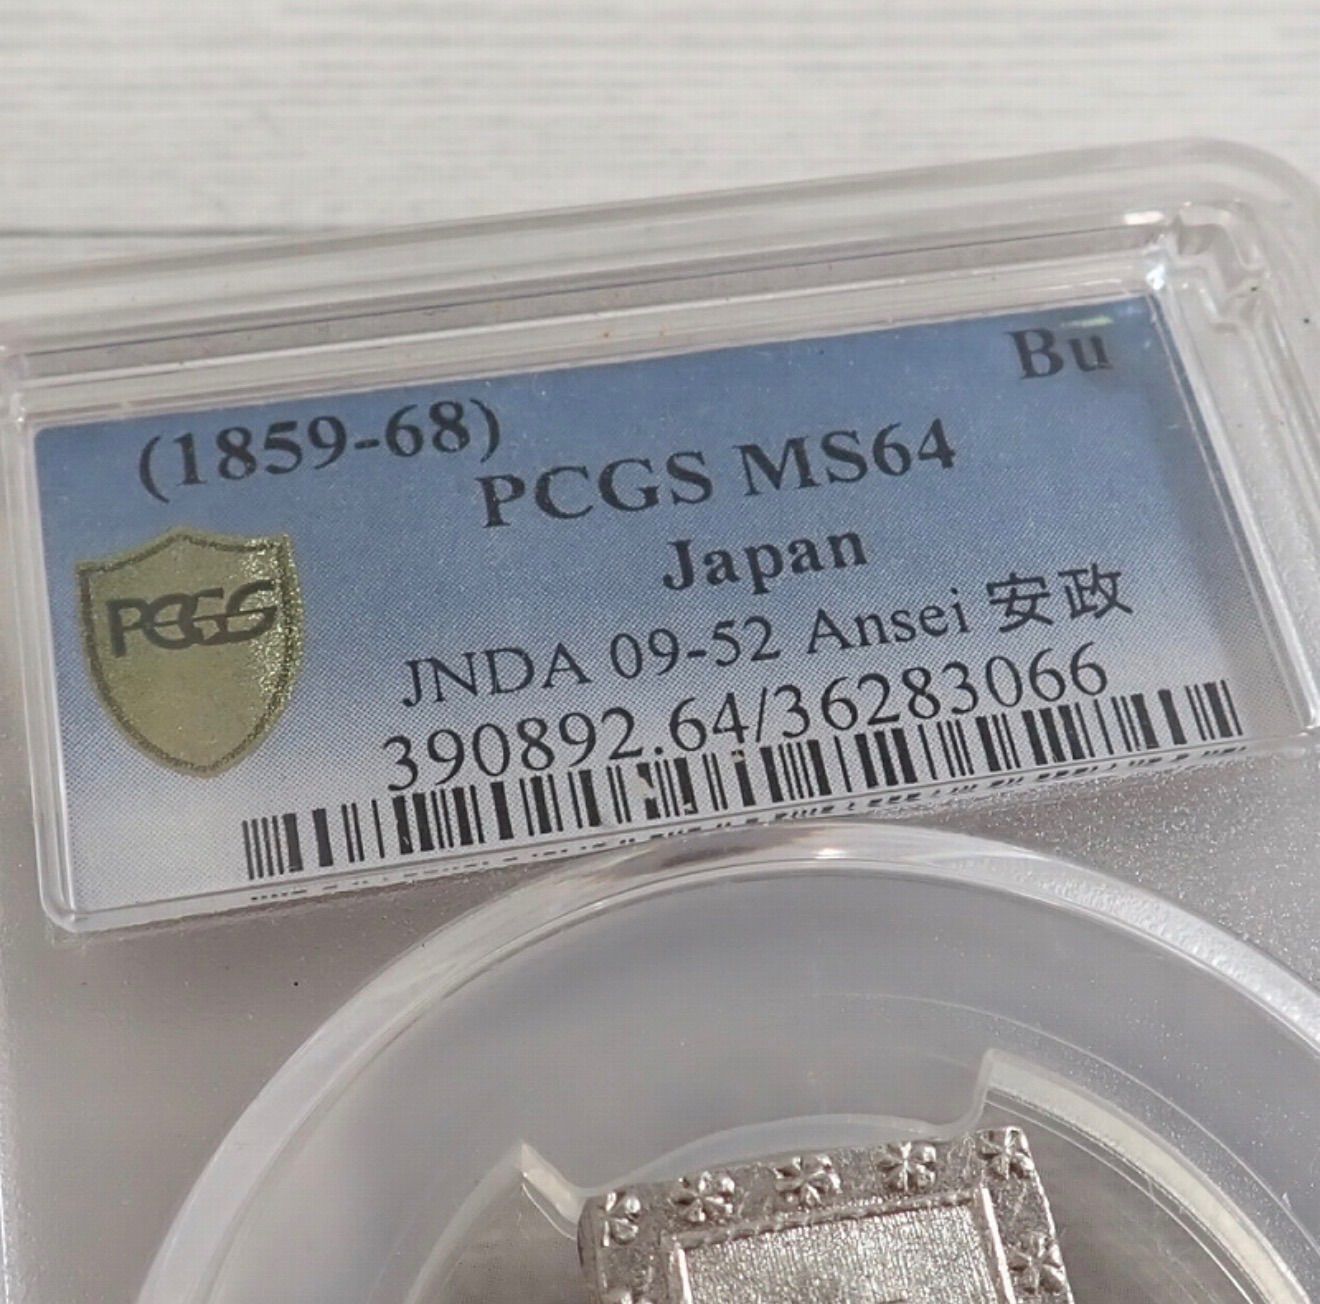 (1859-68) Bu
PCGS MS64
Japan
PCGS
JNDA 09-52 Ansei 安政
390892.64/36283066